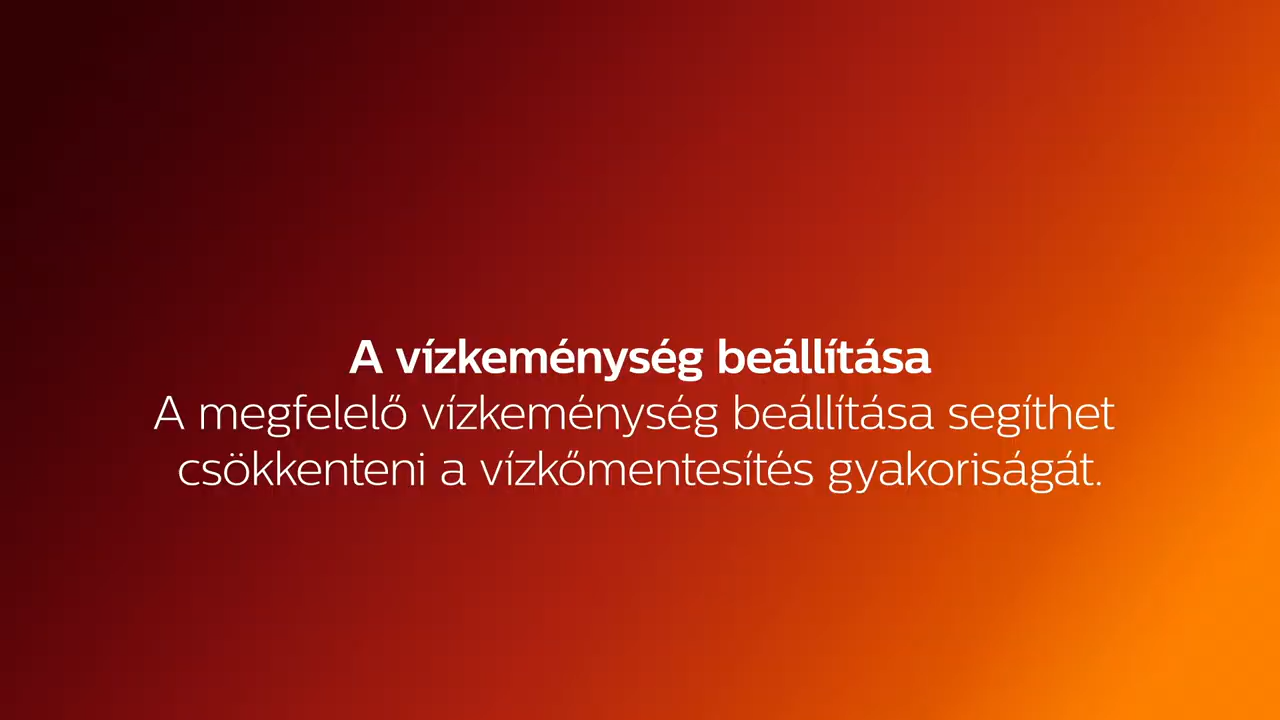 A vízkeménység beállítása
A megfelelő vízkeménység beállítása segíthet
csökkenteni a vízkőmentesítés gyakoriságát.